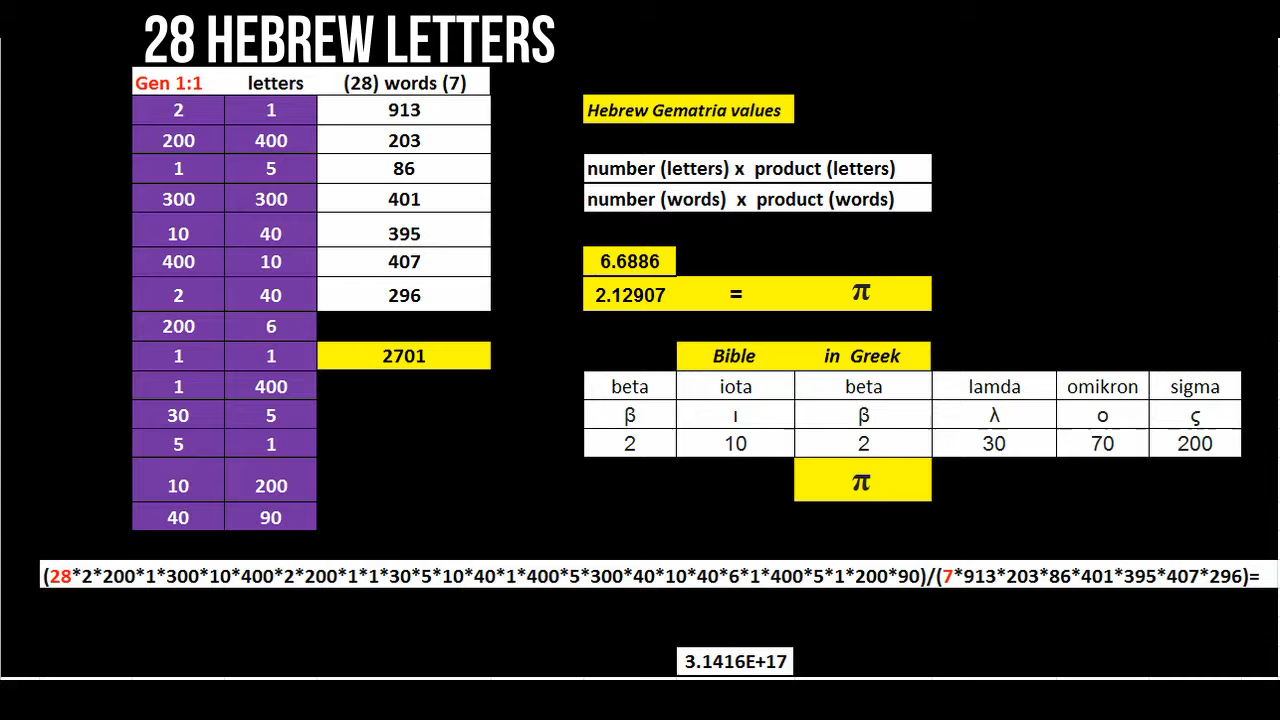 28 HEBREW LETTERS
Gen 1:1 letters (28) words (7)
2 1 913
200 400 203
1 5 86
300 300 401
10 40 395
400 10 407
2 40 296
200 6
1 1 2701
1 400
30 5
5 1
10 200
40 90
Hebrew Gematria values
number (letters) x product (letters)
number (words) x product (words)
6.6886
2.12907 = π
Bible in Greek
beta iota beta lamda omikron sigma
β ι β λ ο ς
2 10 2 30 70 200
π
(28*2*200*1*300*10*400*2*200*1*1*30*5*10*40*1*400*5*300*40*10*40*6*1*400*5*1*200*90)/(7*913*203*86*401*395*407*296)=
3.1416E+17